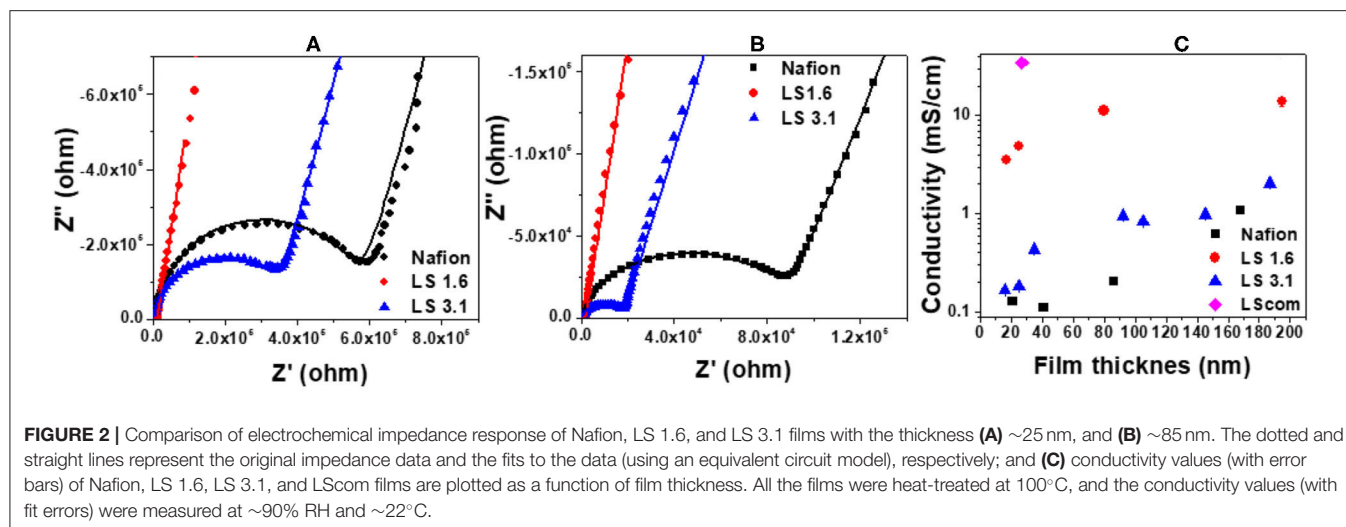 A
Z'' (ohm)
-6.0x10⁵
-4.0x10⁵
-2.0x10⁵
0.0
0.0
2.0x10⁵
4.0x10⁵
6.0x10⁵
8.0x10⁵
Z' (ohm)
Nafion
LS 1.6
LS 3.1
B
Z'' (ohm)
-1.5x10⁵
-1.0x10⁵
-5.0x10⁴
0.0
0.0
4.0x10⁴
8.0x10⁴
1.2x10⁵
Z' (ohm)
Nafion
LS1.6
LS 3.1
C
Conductivity (mS/cm)
10
1
0.1
0
20
40
60
80
100
120
140
160
180
200
Film thicknes (nm)
Nafion
LS 1.6
LS 3.1
LScom
FIGURE 2 | Comparison of electrochemical impedance response of Nafion, LS 1.6, and LS 3.1 films with the thickness (A) ~25 nm, and (B) ~85 nm. The dotted and
straight lines represent the original impedance data and the fits to the data (using an equivalent circuit model), respectively; and (C) conductivity values (with error
bars) of Nafion, LS 1.6, LS 3.1, and LScom films are plotted as a function of film thickness. All the films were heat-treated at 100°C, and the conductivity values (with
fit errors) were measured at ~90% RH and ~22°C.